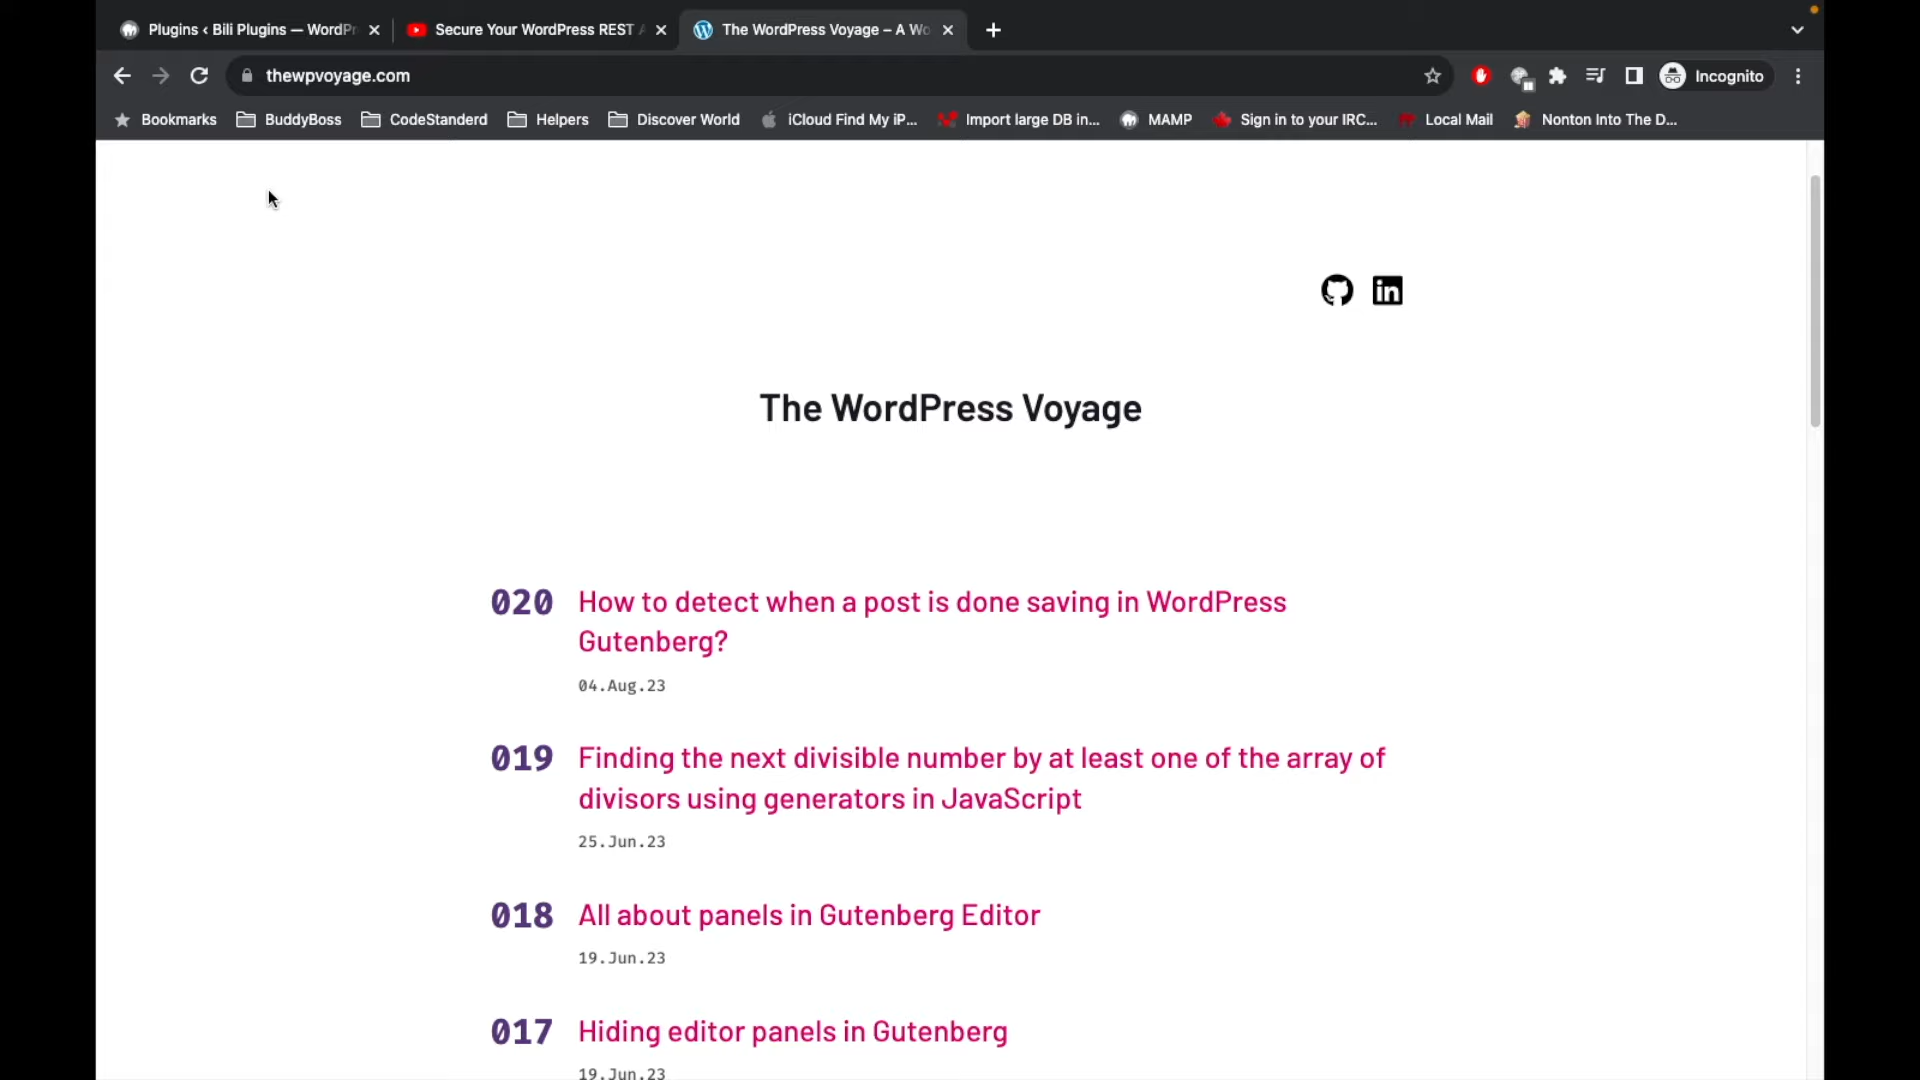 Plugins ‹ Bili Plugins — WordPr
Secure Your WordPress REST A
The WordPress Voyage – A Wo
thewpvoyage.com
Incognito
Bookmarks
BuddyBoss
CodeStanderd
Helpers
Discover World
iCloud Find My iP...
Import large DB in...
MAMP
Sign in to your IRC...
Local Mail
Nonton Into The D...
in
The WordPress Voyage
020 How to detect when a post is done saving in WordPress
Gutenberg?
04.Aug.23
019 Finding the next divisible number by at least one of the array of
divisors using generators in JavaScript
25.Jun.23
018 All about panels in Gutenberg Editor
19.Jun.23
017 Hiding editor panels in Gutenberg
19.Jun.23